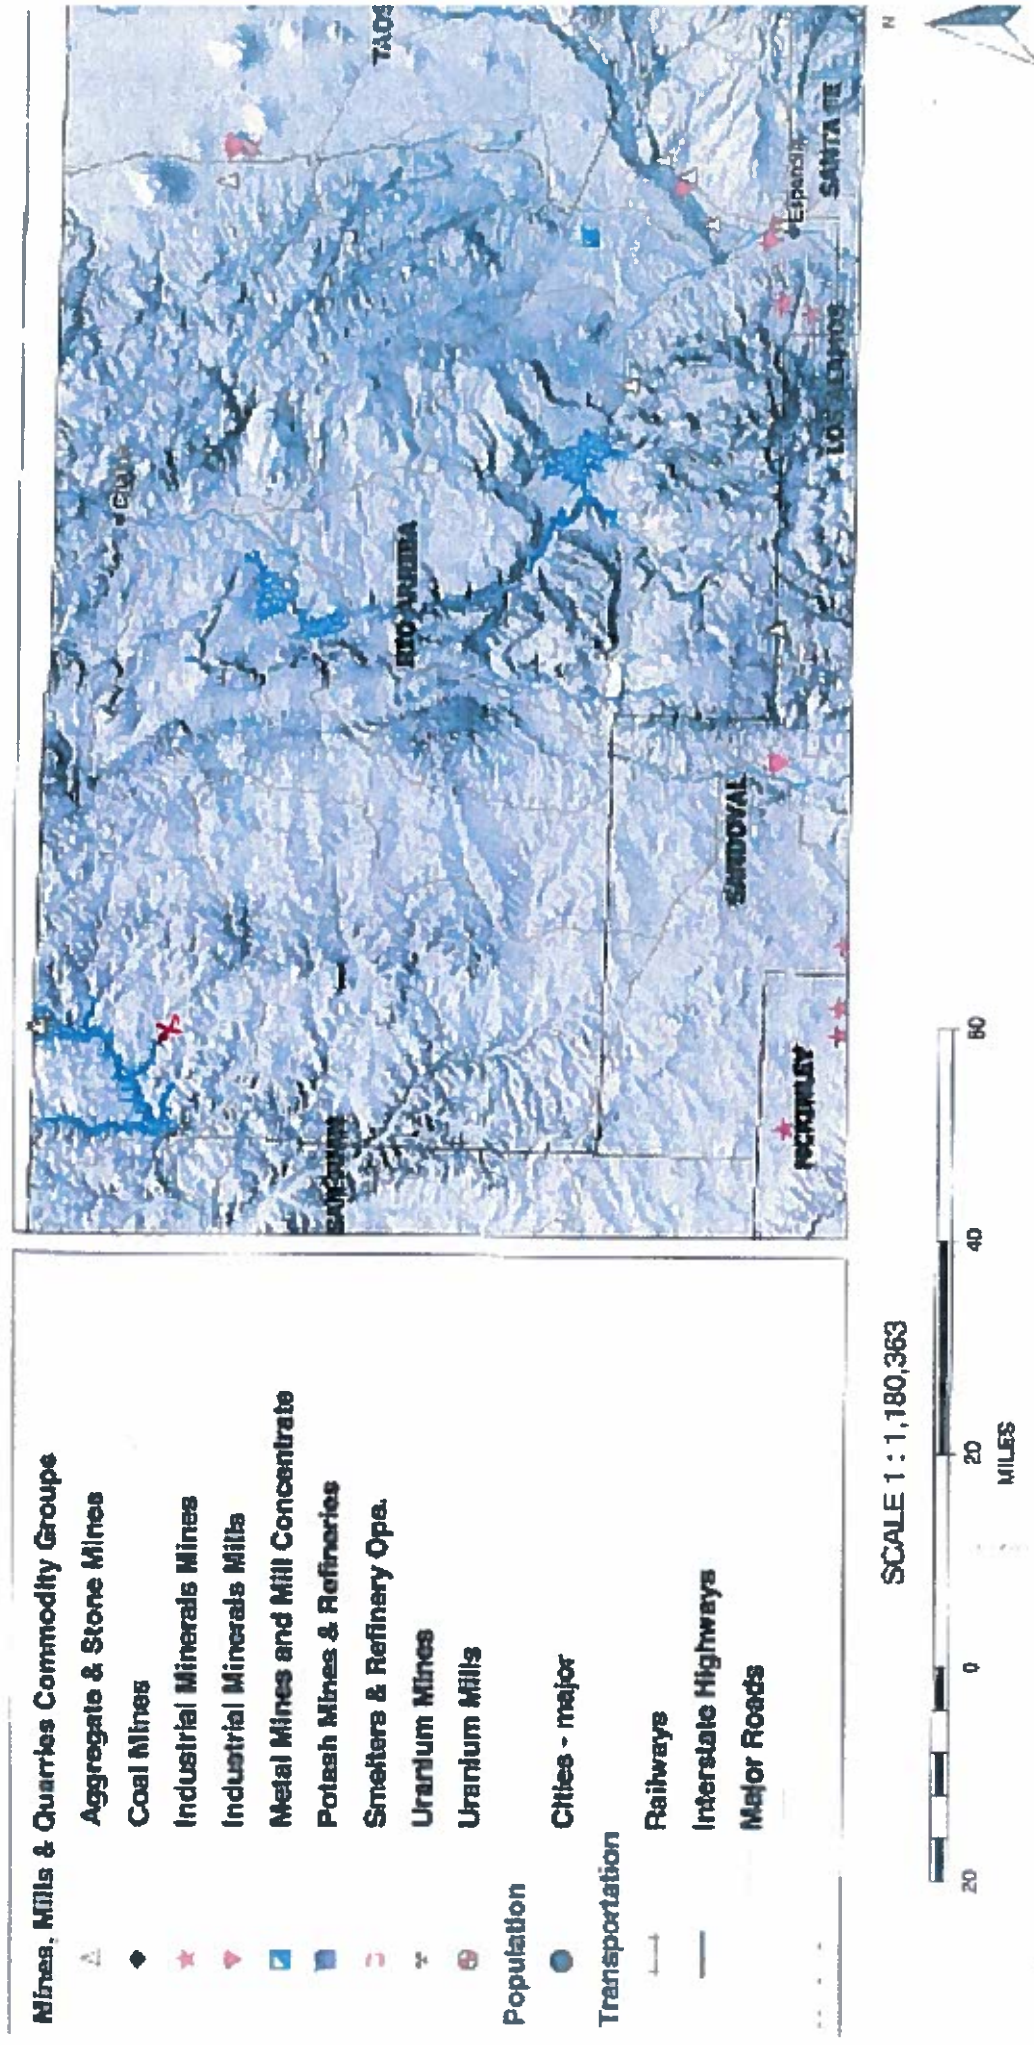 Mines, Mills & Quarries Commodity Groups
Aggregate & Stone Mines
Coal Mines
Industrial Minerals Mines
Industrial Minerals Mills
Metal Mines and Mill Concentrate
Potash Mines & Refineries
Smelters & Refinery Ops.
Uranium Mines
Uranium Mills
Population
Cities - major
Transportation
Railways
Interstate Highways
Major Roads
SAN JUAN
RIO ARRIBA
TAOS
SANDOVAL
MCKINLEY
LOS ALAMOS
Espanola
SANTA FE
SCALE 1 : 1,180,363
20 0 20 40 60
MILES
N